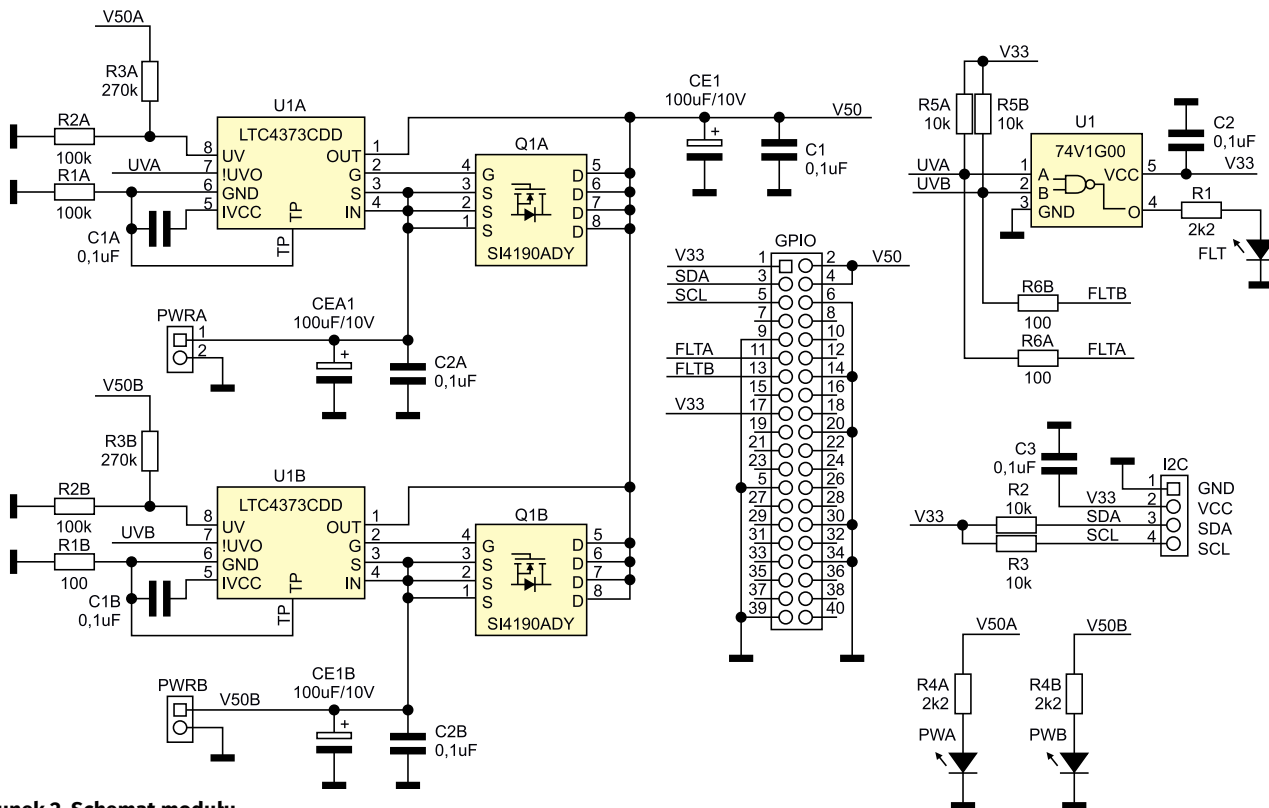 V50A
R3A
270k
R2A
100k
R1A
100k
UVA
U1A
LTC4373CDD
8
UV
7
!UVO
6
GND
5
IVCC
TP
TP
OUT
1
G
2
S
3
IN
4
C1A
0,1uF
Q1A
4
G
3
S
2
S
1
S
D
5
D
6
D
7
D
8
SI4190ADY
CE1
100uF/10V
+
V50
C1
0,1uF
PWRA
1
2
CEA1
100uF/10V
+
C2A
0,1uF
V50B
R3B
270k
R2B
100k
R1B
100
UVB
U1B
LTC4373CDD
8
UV
7
!UVO
6
GND
5
IVCC
TP
TP
OUT
1
G
2
S
3
IN
4
C1B
0,1uF
Q1B
4
G
3
S
2
S
1
S
D
5
D
6
D
7
D
8
SI4190ADY
PWRB
V50B
CE1B
100uF/10V
+
C2B
0,1uF
GPIO
V33
1
2
V50
SDA
3
4
SCL
5
6
7
8
9
10
FLTA
11
12
FLTB
13
14
15
16
V33
17
18
19
20
21
22
23
24
5
26
27
28
29
30
31
32
33
34
35
36
37
38
39
40
V33
R5A
10k
R5B
10k
UVA
UVB
U1
74V1G00
1
A
2
B
3
GND
VCC
5
O
4
C2
0,1uF
V33
R1
2k2
FLT
R6B
100
FLTB
R6A
100
FLTA
C3
0,1uF
I2C
1
GND
V33
2
VCC
SDA
3
SDA
SCL
4
SCL
V33
R2
10k
R3
10k
V50A
R4A
2k2
PWA
V50B
R4B
2k2
PWB
unek 2. Schemat modułu